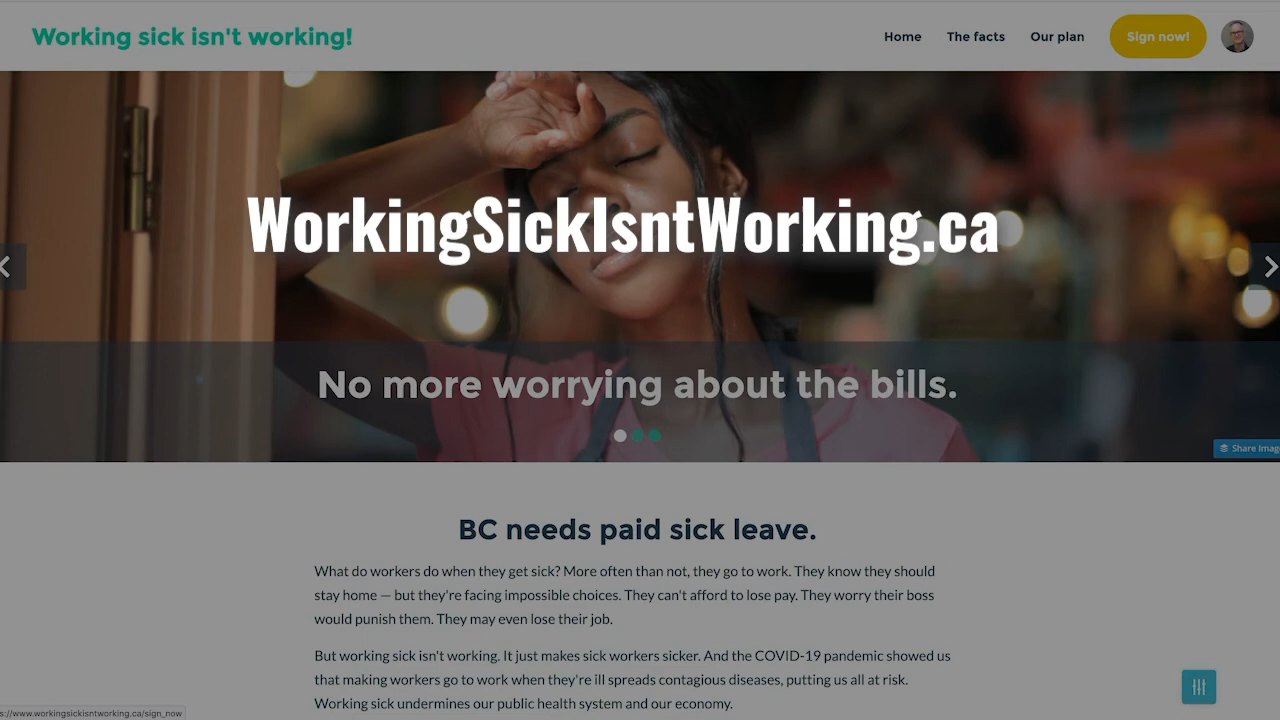 Working sick isn't working!
Home The facts Our plan Sign now!
WorkingSickIsntWorking.ca
No more worrying about the bills.
Share Imag
BC needs paid sick leave.
What do workers do when they get sick? More often than not, they go to work. They know they should
stay home — but they're facing impossible choices. They can't afford to lose pay. They worry their boss
would punish them. They may even lose their job.
But working sick isn't working. It just makes sick workers sicker. And the COVID-19 pandemic showed us
that making workers go to work when they're ill spreads contagious diseases, putting us all at risk.
Working sick undermines our public health system and our economy.
s://www.workingsickisntworking.ca/sign_now